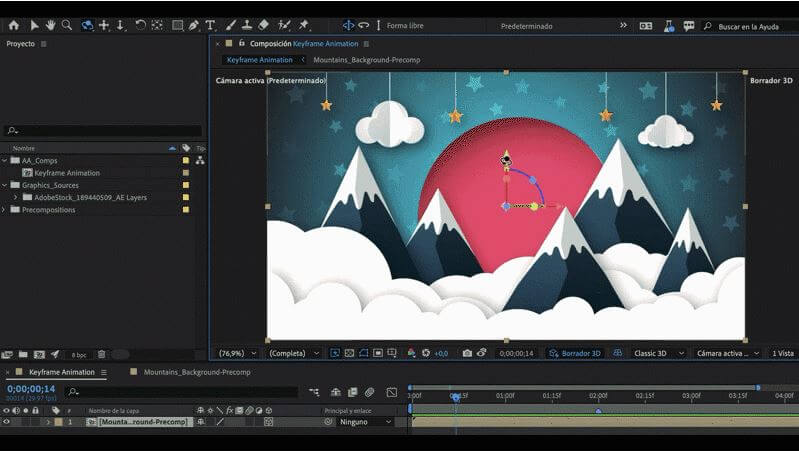 Forma libre
Predeterminado
Buscar en la Ayuda
Proyecto
Composición Keyframe Animation
Keyframe Animation
Mountains_Background-Precomp
Cámara activa (Predeterminado)
Borrador 3D
Nombre
Tip
AA_Comps
Keyframe Animation
Graphics_Sources
AdobeStock_189440509_AE Layers
Precompositions
8 bpc
(76,9%)
(Completa)
+0,0
0;00;00;14
Borrador 3D
Classic 3D
Cámara activa ...
1 Vista
Keyframe Animation
Mountains_Background-Precomp
0;00;00;14
00014 (29.97 fps)
Nombre de la capa
Principal y enlace
1
[Mounta...round-Precomp]
Ninguno
01:00f
01:15f
02:00f
02:15f
03:00f
03:15f
04:00